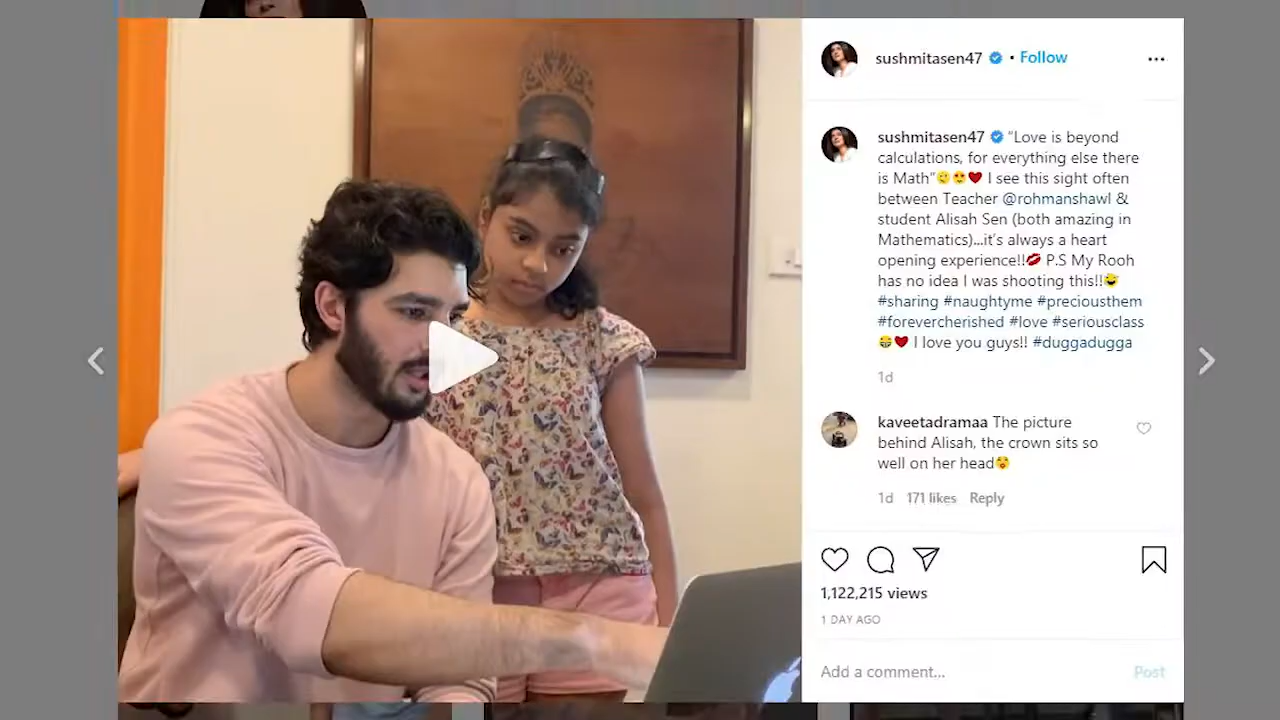 sushmitasen47 • Follow
sushmitasen47 "Love is beyond
calculations, for everything else there
is Math"😜😍❤️ I see this sight often
between Teacher @rohmanshawl &
student Alisah Sen (both amazing in
Mathematics)...it's always a heart
opening experience!!💋 P.S My Rooh
has no idea I was shooting this!!😅
#sharing #naughtyme #preciousthem
#forevercherished #love #seriousclass
😂❤️ I love you guys!! #duggadugga
1d
kaveetadramaa The picture
behind Alisah, the crown sits so
well on her head😲
1d 171 likes Reply
1,122,215 views
1 DAY AGO
Add a comment... Post